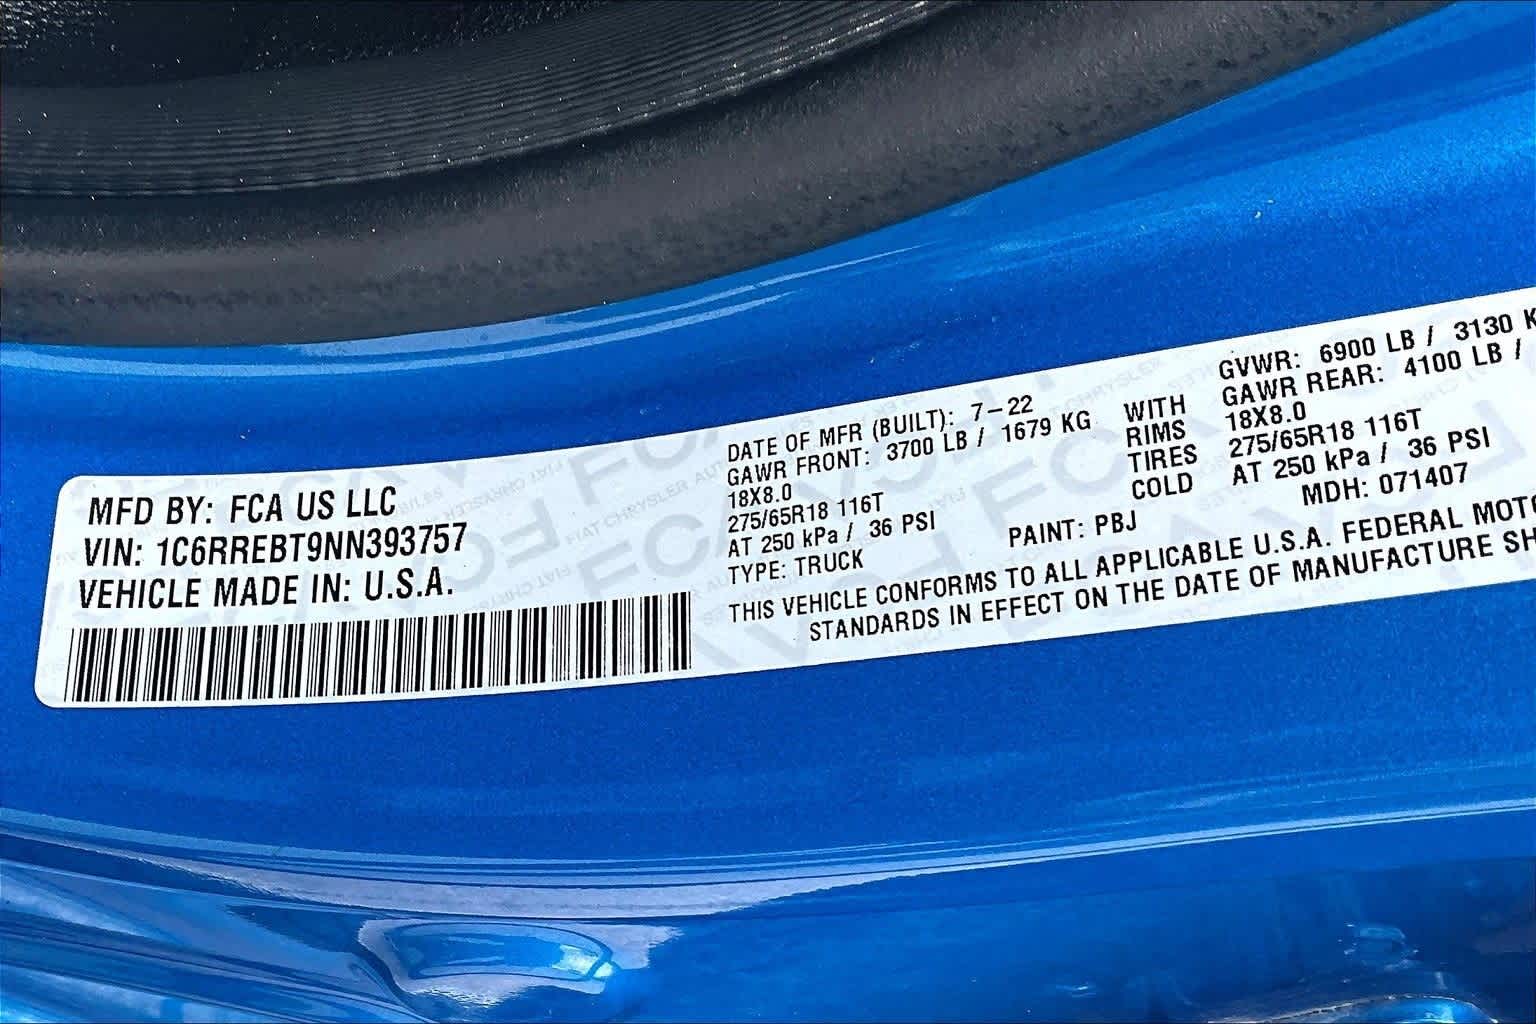 MFD BY: FCA US LLC
VIN: 1C6RREBT9NN393757
VEHICLE MADE IN: U.S.A.
DATE OF MFR (BUILT): 7-22
GAWR FRONT: 3700 LB / 1679 KG
18X8.0
275/65R18 116T
AT 250 kPa / 36 PSI
TYPE: TRUCK
WITH
RIMS
TIRES
COLD
GVWR: 6900 LB / 3130 K
GAWR REAR: 4100 LB /
18X8.0
275/65R18 116T
AT 250 kPa / 36 PSI
PAINT: PBJ
MDH: 071407
THIS VEHICLE CONFORMS TO ALL APPLICABLE U.S.A. FEDERAL MOTO
STANDARDS IN EFFECT ON THE DATE OF MANUFACTURE SH